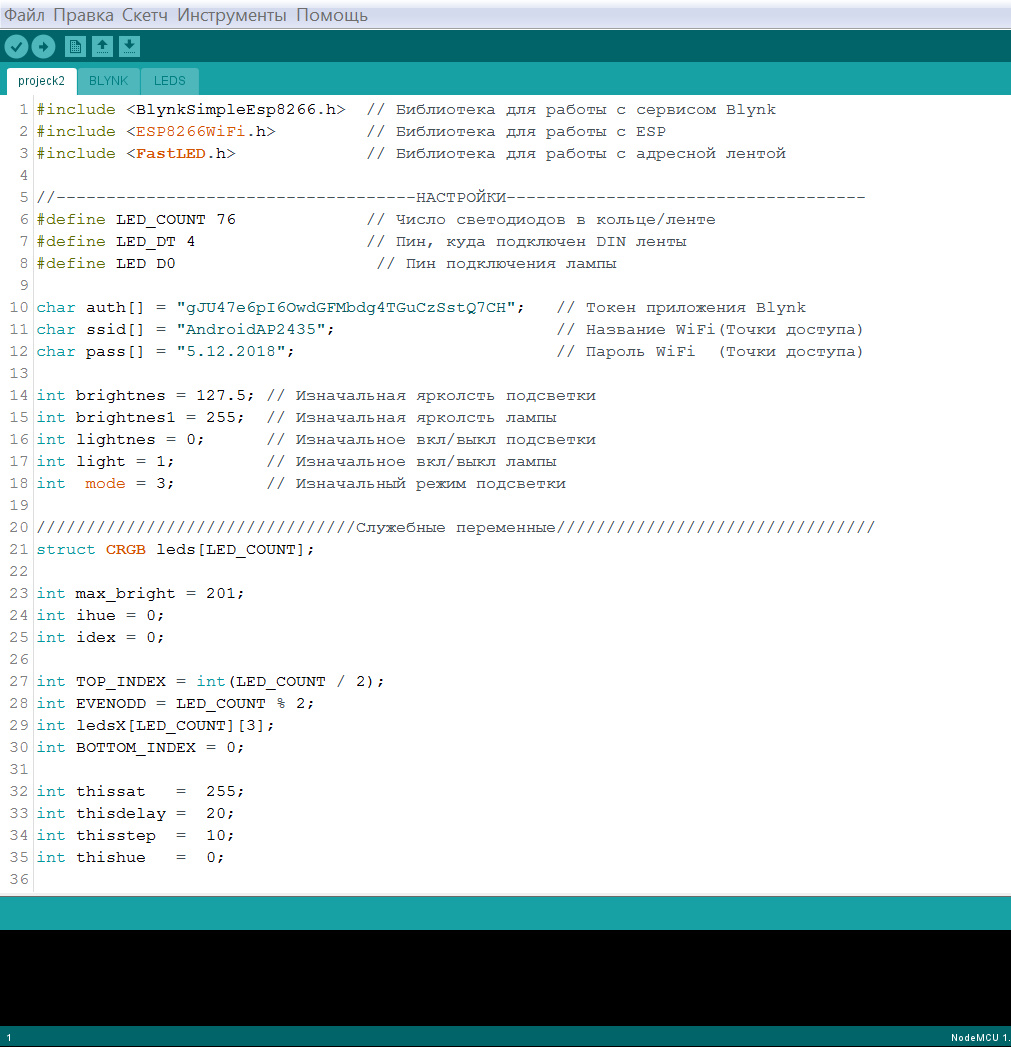 Файл Правка Скетч Инструменты Помощь
projeck2 BLYNK LEDS
1 #include <BlynkSimpleEsp8266.h> // Библиотека для работы с сервисом Blynk
2 #include <ESP8266WiFi.h> // Библиотека для работы с ESP
3 #include <FastLED.h> // Библиотека для работы с адресной лентой
4
5 //------------------------------------НАСТРОЙКИ------------------------------------
6 #define LED_COUNT 76 // Число светодиодов в кольце/ленте
7 #define LED_DT 4 // Пин, куда подключен DIN ленты
8 #define LED D0 // Пин подключения лампы
9
10 char auth[] = "gJU47e6pI6OwdGFMbdg4TGuCzSstQ7CH"; // Токен приложения Blynk
11 char ssid[] = "AndroidAP2435"; // Название WiFi(Точки доступа)
12 char pass[] = "5.12.2018"; // Пароль WiFi (Точки доступа)
13
14 int brightnes = 127.5; // Изначальная ярколсть подсветки
15 int brightnes1 = 255; // Изначальная ярколсть лампы
16 int lightnes = 0; // Изначальное вкл/выкл подсветки
17 int light = 1; // Изначальное вкл/выкл лампы
18 int mode = 3; // Изначальный режим подсветки
19
20 ////////////////////////////////Служебные переменные////////////////////////////////
21 struct CRGB leds[LED_COUNT];
22
23 int max_bright = 201;
24 int ihue = 0;
25 int idex = 0;
26
27 int TOP_INDEX = int(LED_COUNT / 2);
28 int EVENODD = LED_COUNT % 2;
29 int ledsX[LED_COUNT][3];
30 int BOTTOM_INDEX = 0;
31
32 int thissat = 255;
33 int thisdelay = 20;
34 int thisstep = 10;
35 int thishue = 0;
36
1 NodeMCU 1.